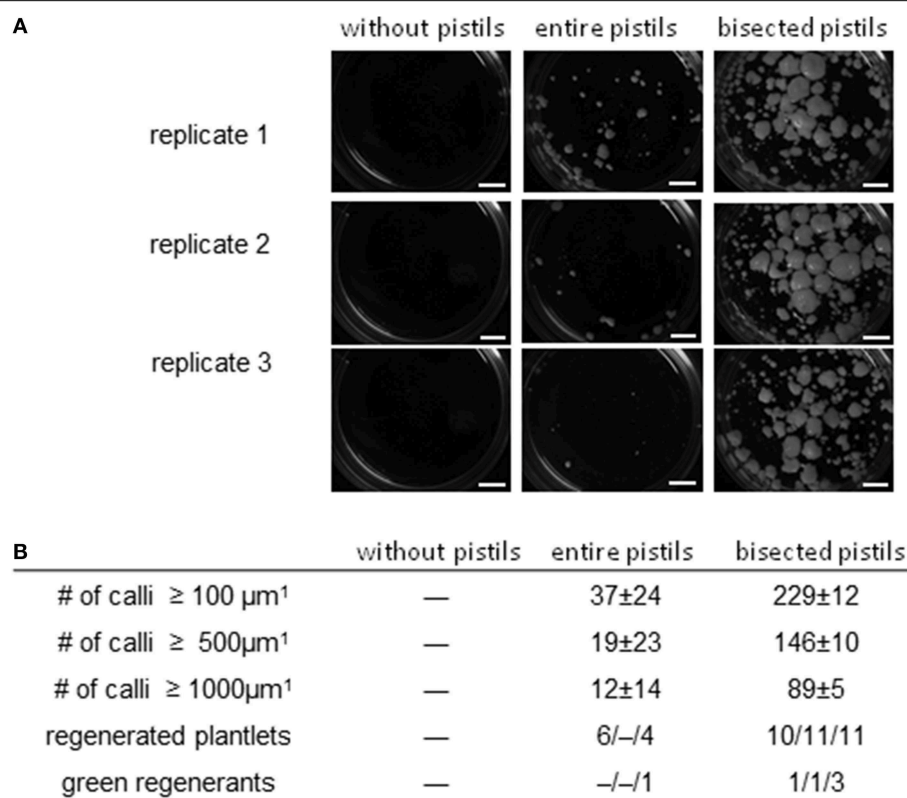 A
without pistils entire pistils bisected pistils
replicate 1
replicate 2
replicate 3
B
without pistils entire pistils bisected pistils
# of calli ≥ 100 µm¹ — 37±24 229±12
# of calli ≥ 500µm¹ — 19±23 146±10
# of calli ≥ 1000µm¹ — 12±14 89±5
regenerated plantlets — 6/–/4 10/11/11
green regenerants — –/–/1 1/1/3